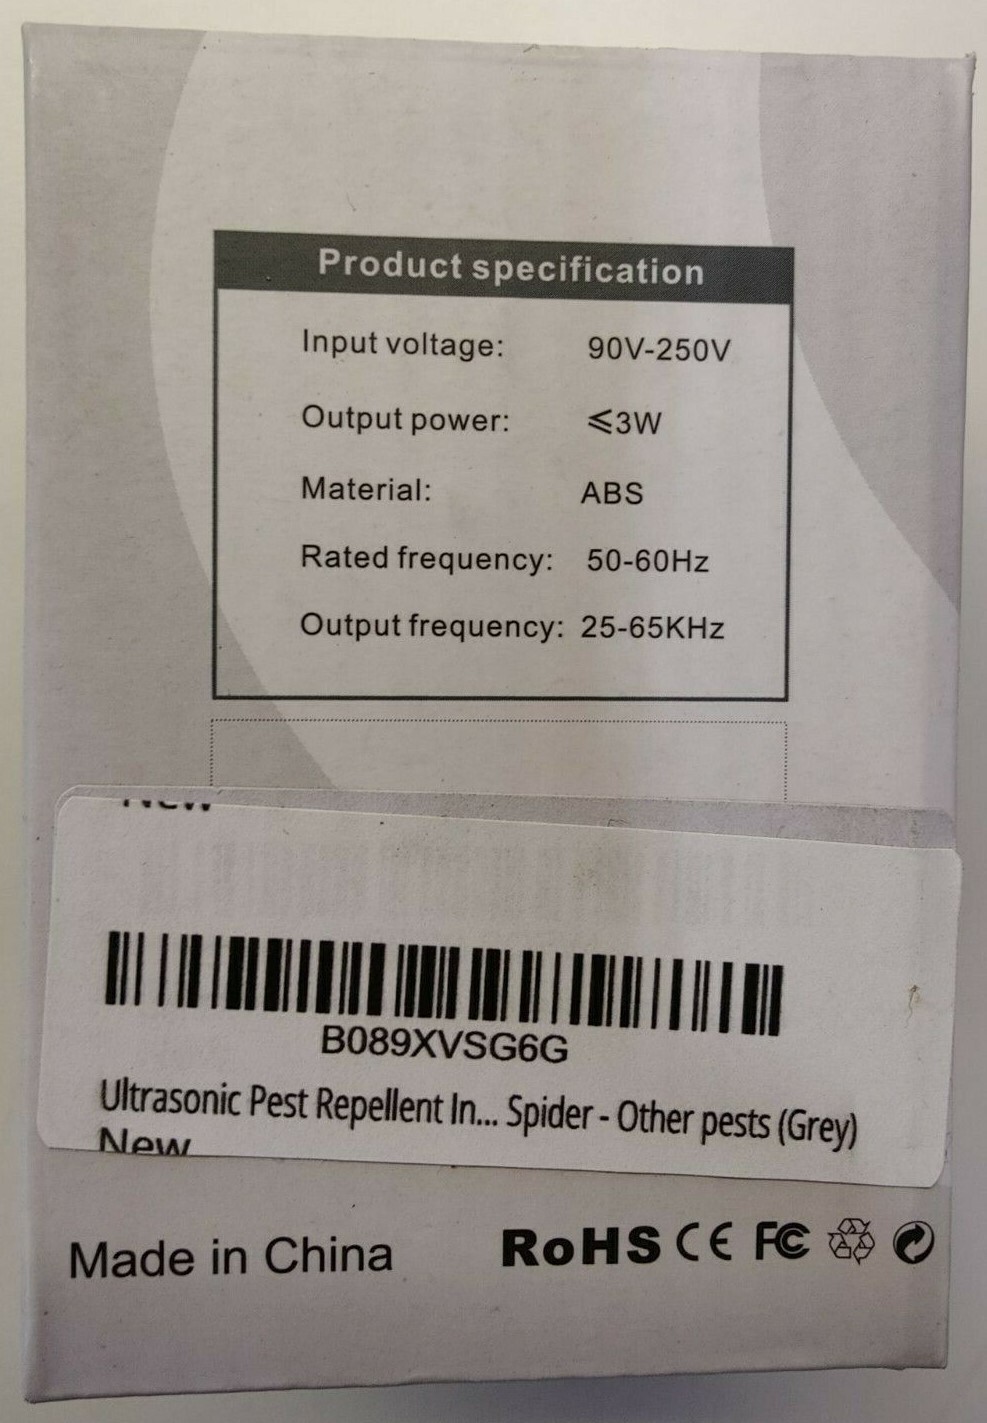 Product specification
Input voltage: 90V-250V
Output power: ⩽3W
Material: ABS
Rated frequency: 50-60Hz
Output frequency: 25-65KHz
New
B089XVSG6G
Ultrasonic Pest Repellent In... Spider - Other pests (Grey)
New
Made in China RoHS CE FC